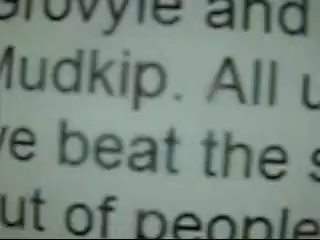 Grovyle and
Mudkip. All u
ve beat the s
ut of people